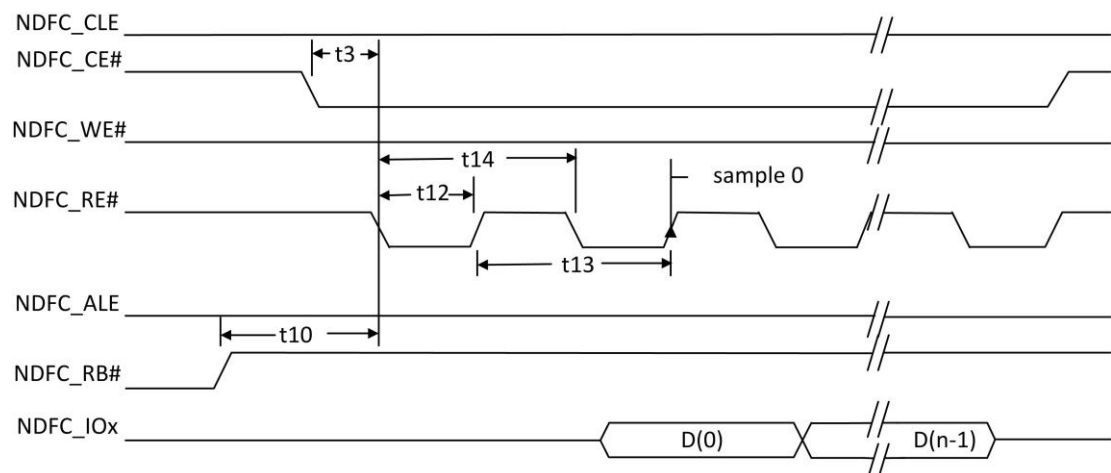 NDFC_CLE
t3
NDFC_CE#
NDFC_WE#
t14
sample 0
t12
NDFC_RE#
t13
NDFC_ALE
t10
NDFC_RB#
NDFC_IOx
D(0)
D(n-1)